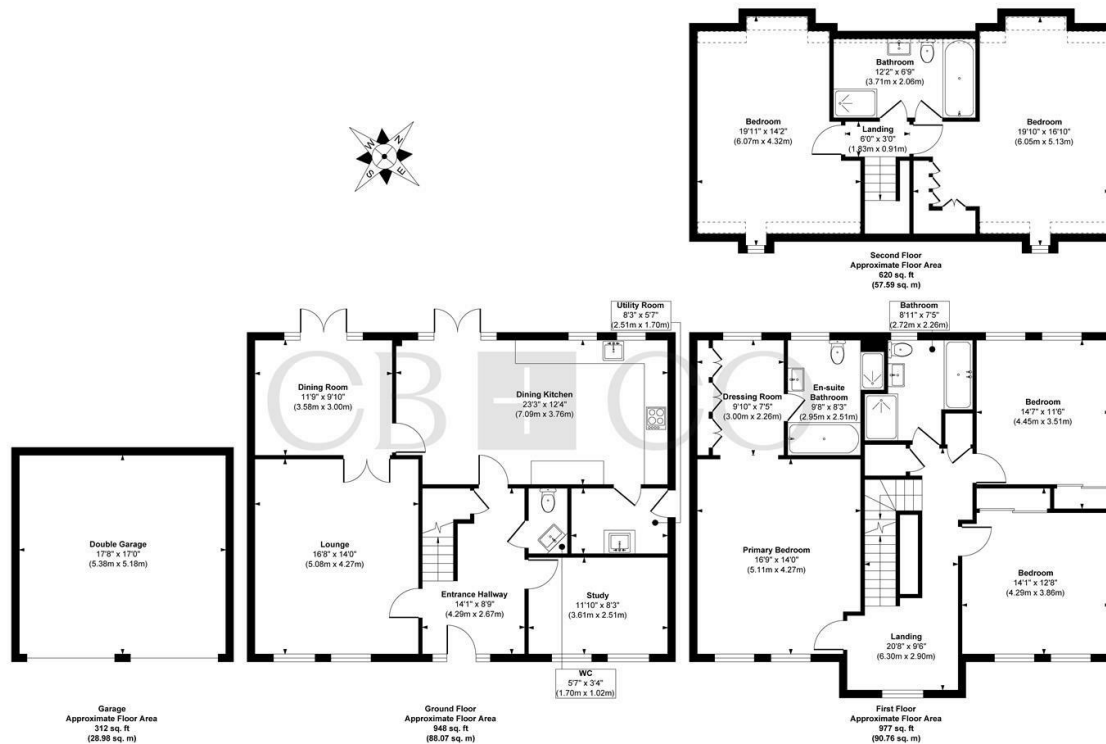 Bathroom
12'2" x 6'9"
(3.71m x 2.06m)
Bedroom
19'11" x 14'2"
(6.07m x 4.32m)
Landing
6'0" x 3'0"
(1.83m x 0.91m)
Bedroom
19'10" x 16'10"
(6.05m x 5.13m)
N
E
S
W
Second Floor
Approximate Floor Area
620 sq. ft
(57.59 sq. m)
Utility Room
8'3" x 5'7"
(2.51m x 1.70m)
Bathroom
8'11" x 7'5"
(2.72m x 2.26m)
CB + CO
Dining Room
11'9" x 9'10"
(3.58m x 3.00m)
Dining Kitchen
23'3" x 12'4"
(7.09m x 3.76m)
Dressing Room
9'10" x 7'5"
(3.00m x 2.26m)
En-suite
Bathroom
9'8" x 8'3"
(2.95m x 2.51m)
Bedroom
14'7" x 11'6"
(4.45m x 3.51m)
Double Garage
17'8" x 17'0"
(5.38m x 5.18m)
Lounge
16'8" x 14'0"
(5.08m x 4.27m)
Entrance Hallway
14'1" x 8'9"
(4.29m x 2.67m)
Study
11'10" x 8'3"
(3.61m x 2.51m)
Primary Bedroom
16'9" x 14'0"
(5.11m x 4.27m)
Bedroom
14'1" x 12'8"
(4.29m x 3.86m)
Landing
20'8" x 9'6"
(6.30m x 2.90m)
WC
5'7" x 3'4"
(1.70m x 1.02m)
Garage
Approximate Floor Area
312 sq. ft
(28.98 sq. m)
Ground Floor
Approximate Floor Area
948 sq. ft
(88.07 sq. m)
First Floor
Approximate Floor Area
977 sq. ft
(90.76 sq. m)